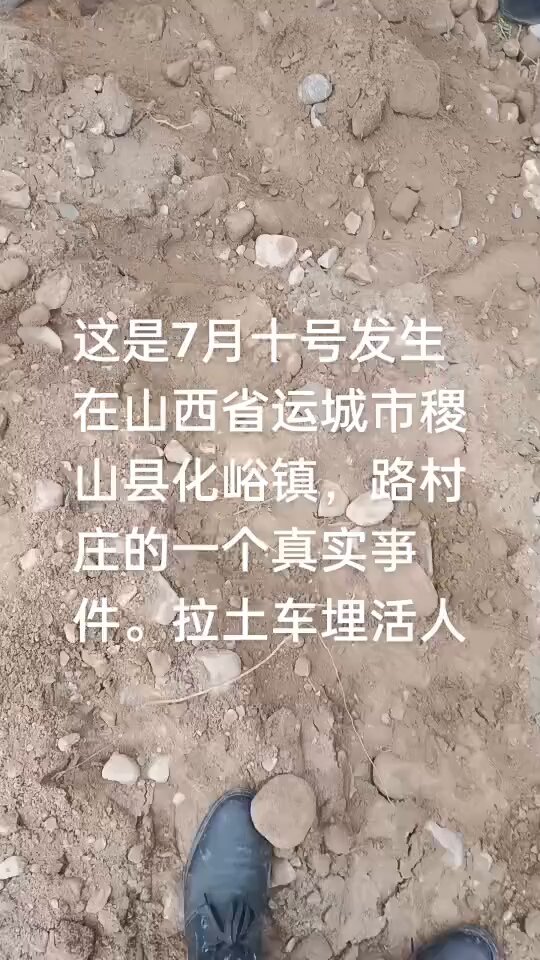 这是7月十号发生
在山西省运城市稷
山县化峪镇，路村
庄的一个真实亊
件。拉土车埋活人